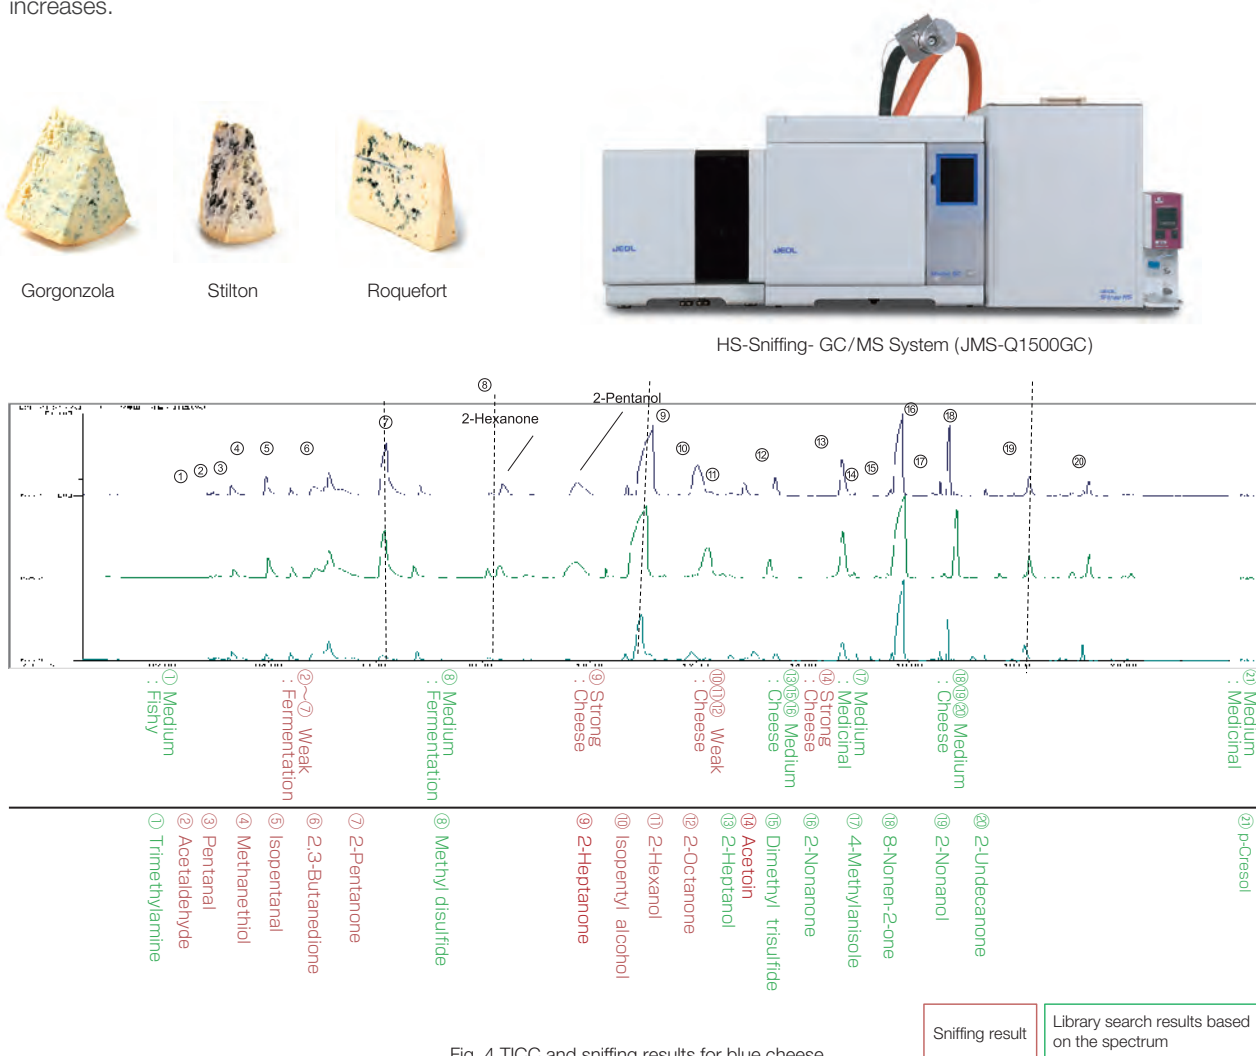 increases.
Gorgonzola
Stilton
Roquefort
JEOL
JEOL
HS-Sniffing- GC/MS System (JMS-Q1500GC)
⑧
2-Hexanone
2-Pentanol
①
②
③
④
⑤
⑥
⑦
⑨
⑩
⑪
⑫
⑬
⑭
⑮
⑯
⑰
⑱
⑲
⑳
① Medium
: Fishy
②~⑦ Weak
: Fermentation
⑧ Medium
: Fermentation
⑨ Strong
: Cheese
⑩⑪⑫ Weak
: Cheese
⑬⑮⑯ Medium
: Cheese
⑭ Strong
: Cheese
⑰ Medium
: Medicinal
⑱⑲⑳ Medium
: Cheese
㉑ Medium
: Medicinal
① Trimethylamine
② Acetaldehyde
③ Pentanal
④ Methanethiol
⑤ Isopentanal
⑥ 2,3-Butanedione
⑦ 2-Pentanone
⑧ Methyl disulfide
⑨ 2-Heptanone
⑩ Isopentyl alcohol
⑪ 2-Hexanol
⑫ 2-Octanone
⑬ 2-Heptanol
⑭ Acetoin
⑮ Dimethyl trisulfide
⑯ 2-Nonanone
⑰ 4-Methylanisole
⑱ 8-Nonen-2-one
⑲ 2-Nonanol
⑳ 2-Undecanone
㉑ p-Cresol
Sniffing result
Library search results based
on the spectrum
Fig. 4 TICC and sniffing results for blue cheese